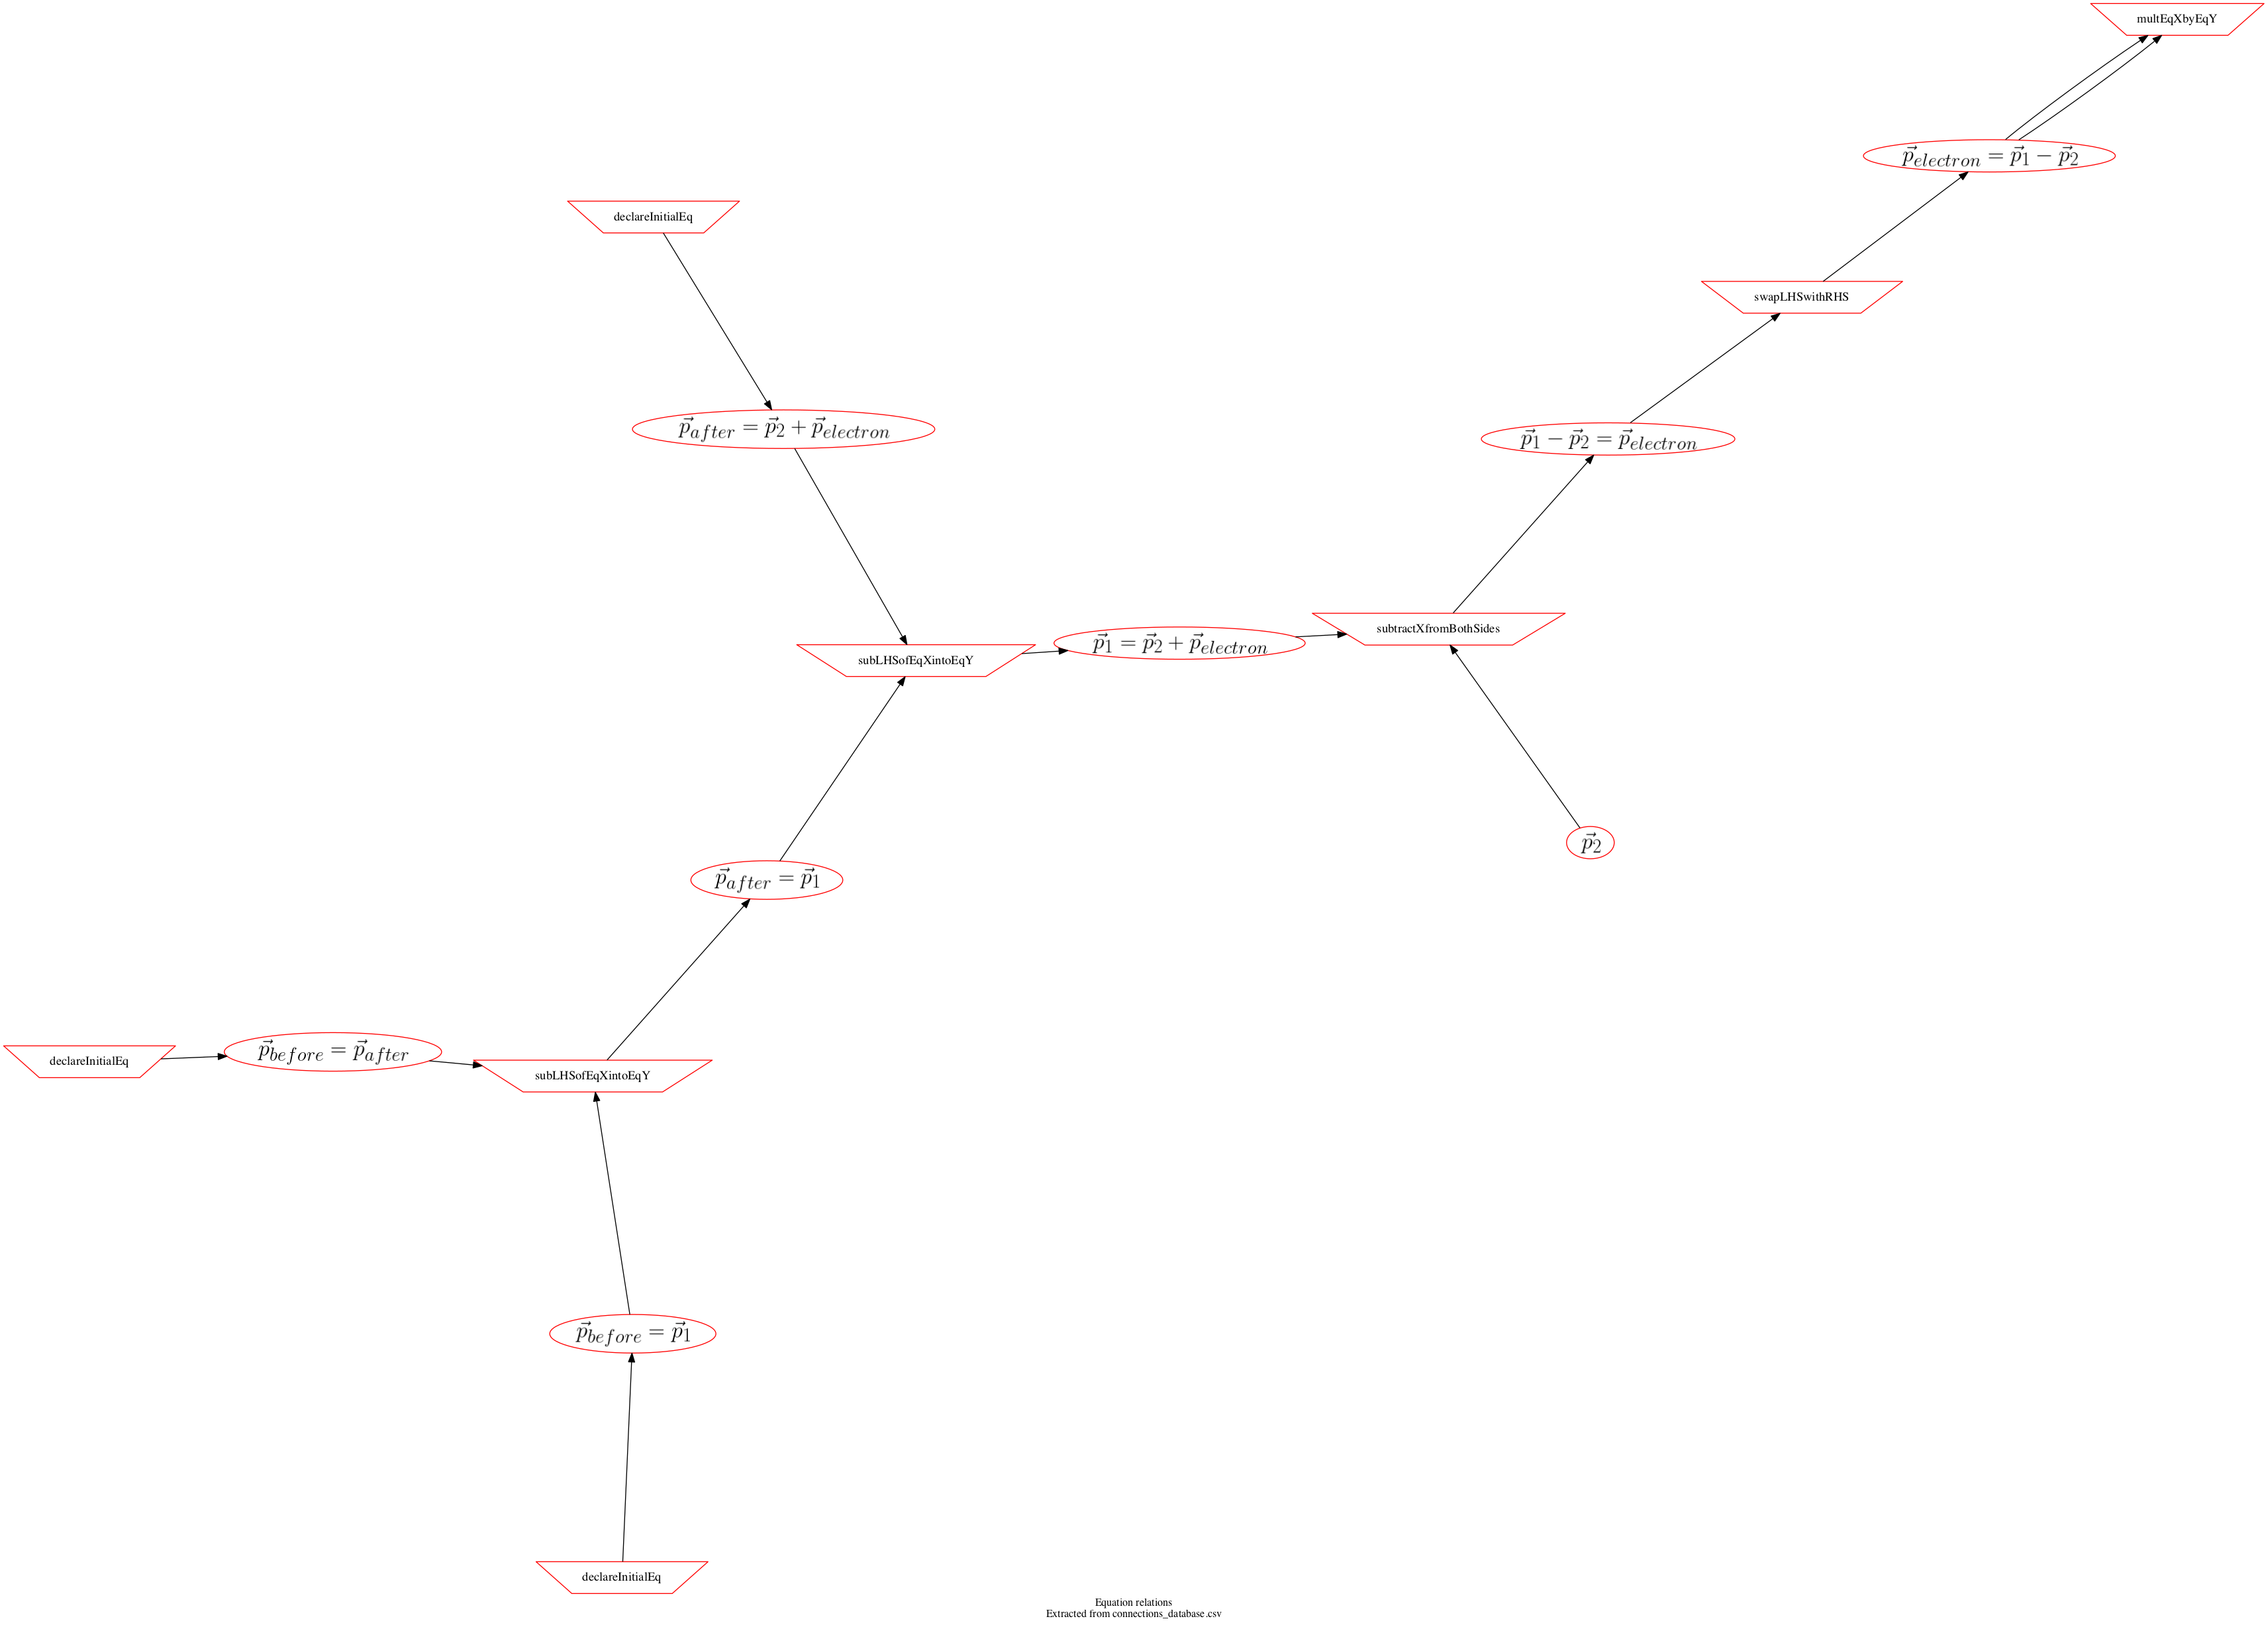 multEqXbyEqY
$\vec{p}_{electron} = \vec{p}_1 - \vec{p}_2$
declareInitialEq
swapLHSwithRHS
$\vec{p}_{after} = \vec{p}_2 + \vec{p}_{electron}$
$\vec{p}_1 - \vec{p}_2 = \vec{p}_{electron}$
subtractXfromBothSides
$\vec{p}_1 = \vec{p}_2 + \vec{p}_{electron}$
subLHSofEqXintoEqY
$\vec{p}_2$
$\vec{p}_{after} = \vec{p}_1$
$\vec{p}_{before} = \vec{p}_{after}$
declareInitialEq
subLHSofEqXintoEqY
$\vec{p}_{before} = \vec{p}_1$
declareInitialEq
Equation relations
Extracted from connections_database.csv